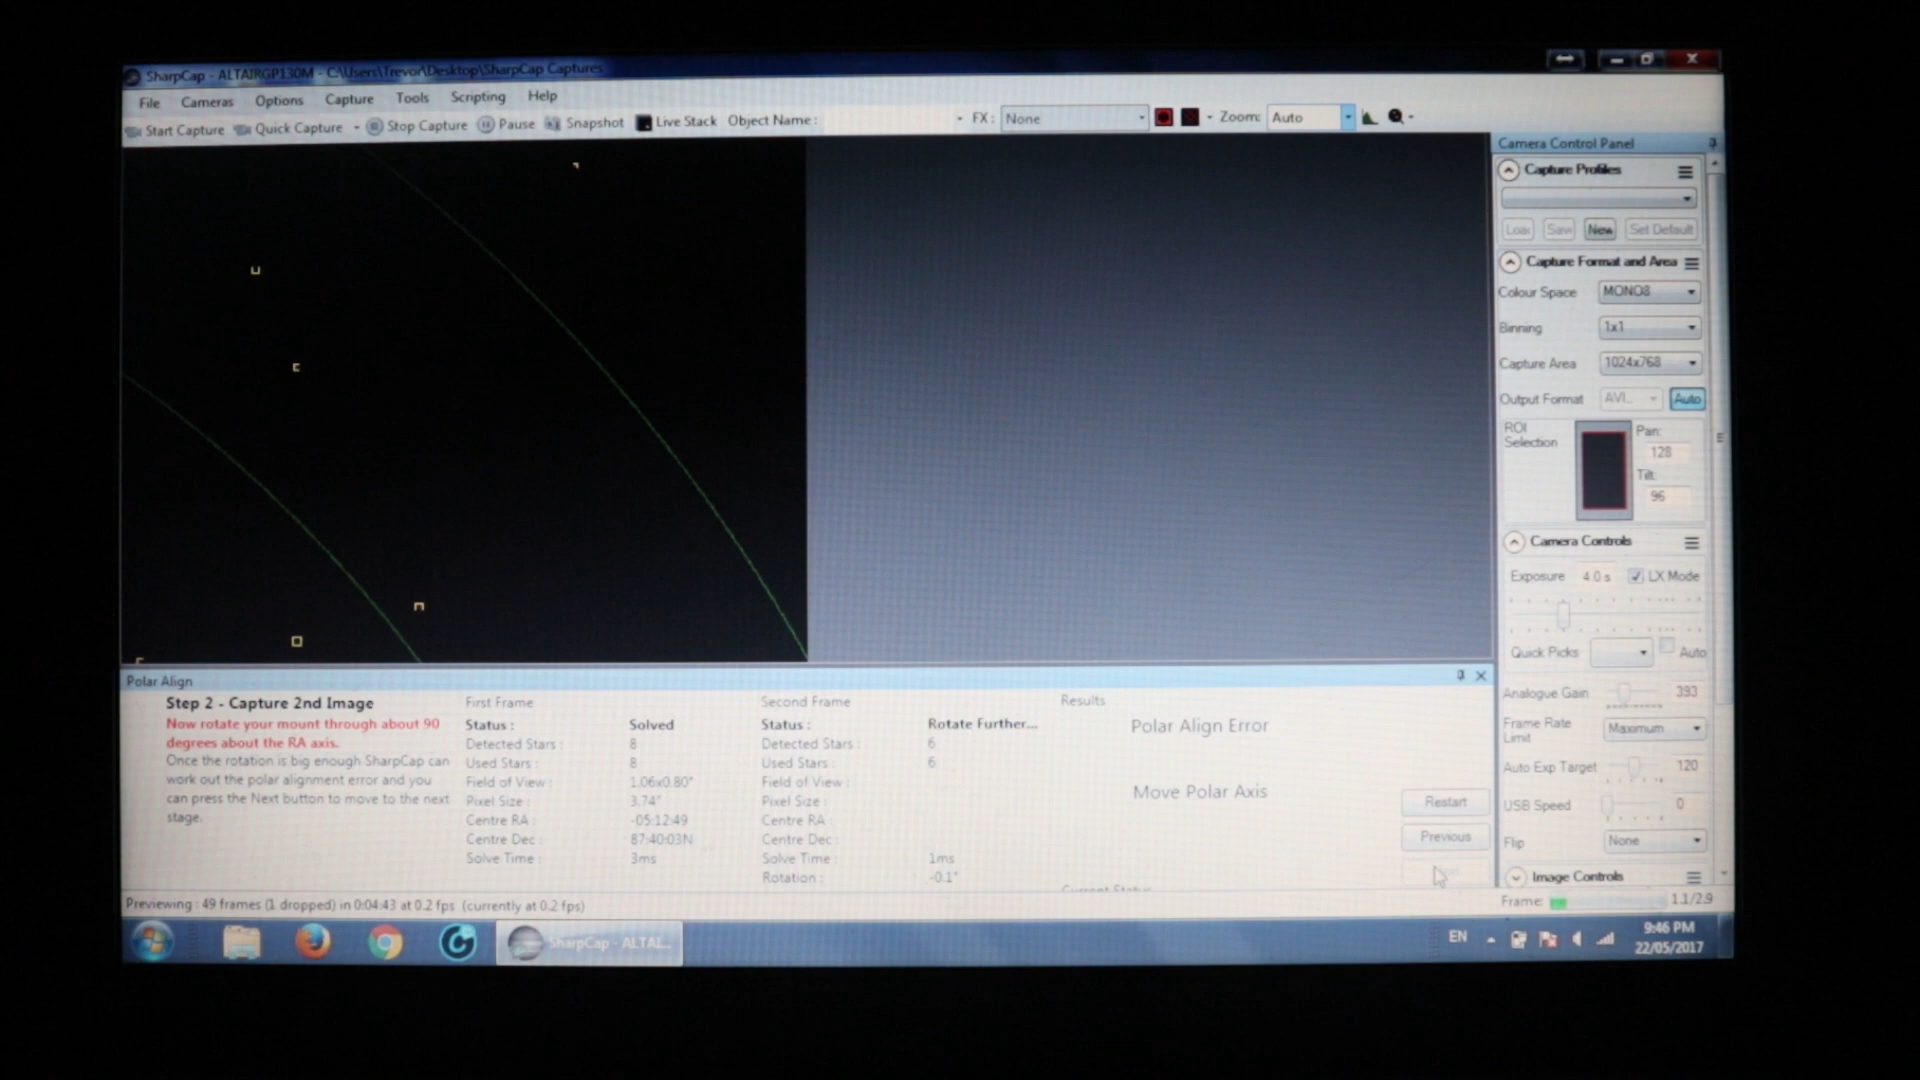 SharpCap - ALTAIRGP130M - C:\Users\Trevor\Desktop\SharpCap Captures
File Cameras Options Capture Tools Scripting Help
Start Capture Quick Capture Stop Capture Pause Snapshot Live Stack Object Name : FX : None Zoom: Auto
Camera Control Panel
Capture Profiles
Load Save New Set Default
Capture Format and Area
Colour Space MONO8
Binning 1x1
Capture Area 1024x768
Output Format AVI... Auto
ROI Selection
Pan:
128
Tilt:
96
Camera Controls
Exposure 4.0 s LX Mode
Quick Picks Auto
Analogue Gain 393
Frame Rate Limit Maximum
Auto Exp Target 120
USB Speed 0
Flip None
Image Controls
Polar Align
Step 2 - Capture 2nd Image
Now rotate your mount through about 90
degrees about the RA axis.
Once the rotation is big enough SharpCap can
work out the polar alignment error and you
can press the Next button to move to the next
stage.
First Frame
Status : Solved
Detected Stars : 8
Used Stars : 8
Field of View : 1.06x0.80°
Pixel Size : 3.74"
Centre RA : -05:12:49
Centre Dec : 87:40:03N
Solve Time : 3ms
Second Frame
Status : Rotate Further...
Detected Stars : 6
Used Stars : 6
Field of View :
Pixel Size :
Centre RA :
Centre Dec :
Solve Time : 1ms
Rotation : -0.1°
Results
Polar Align Error
Move Polar Axis
Restart
Previous
Previewing : 49 frames (1 dropped) in 0:04:43 at 0.2 fps (currently at 0.2 fps)
Frame: 1.1/2.9
SharpCap - ALTAI...
EN
9:46 PM
22/05/2017